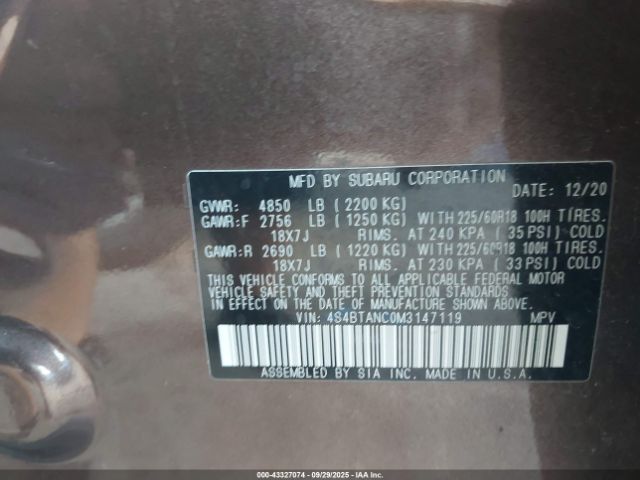 MFD BY SUBARU CORPORATION
DATE: 12/20
GVWR: 4850 LB ( 2200 KG)
GAWR:F 2756 LB ( 1250 KG) WITH 225/60R18 100H TIRES.
18X7J RIMS. AT 240 KPA ( 35 PSI) COLD
GAWR:R 2690 LB ( 1220 KG) WITH 225/60R18 100H TIRES.
18X7J RIMS. AT 230 KPA ( 33 PSI) COLD
THIS VEHICLE CONFORMS TO ALL APPLICABLE FEDERAL MOTOR
VEHICLE SAFETY AND THEFT PREVENTION STANDARDS
IN EFFECT ON THE DATE OF MANUFACTURE SHOWN ABOVE.
VIN: 4S4BTANC0M3147119 MPV
ASSEMBLED BY SIA INC. MADE IN U.S.A.
000-43327074 | 09/29/2025 | IAAI.COM